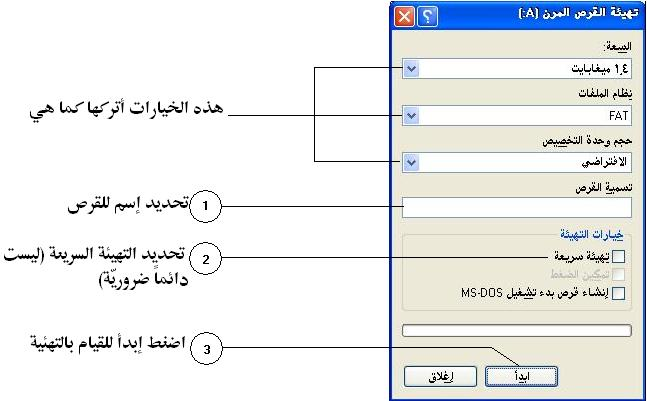 تهيئة القرص المرن (A:)
السعة:
١,٤ ميغابايت
نظام الملفات
FAT
حجم وحدة التخصيص
الافتراضي
تسمية القرص
خيارات التهيئة
تهيئة سريعة
تمكين الضغط
إنشاء قرص بدء تشغيل MS-DOS
ابدأ
إغلاق
هذه الخيارات أتركها كما هي
1 تحديد إسم للقرص
2 تحديد التهيئة السريعة (ليست
دائماً ضروريّة)
3 اضغط إبدأ للقيام بالتهئية